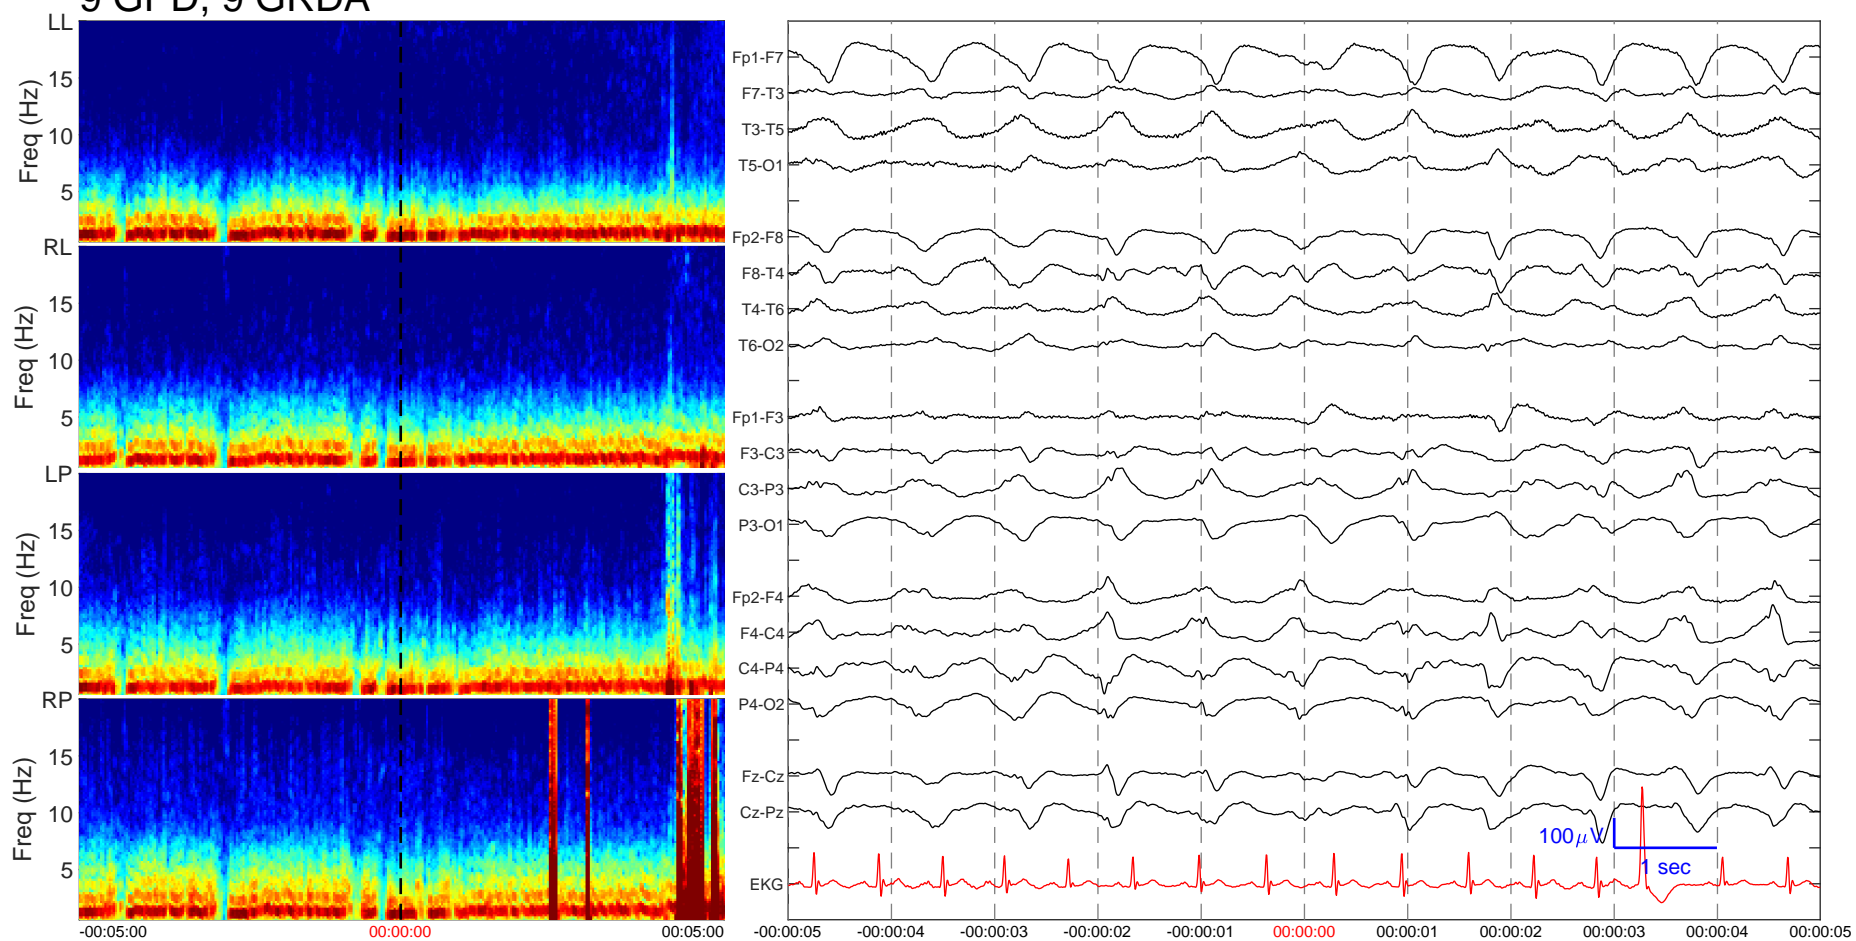 9 GPD, 9 GRDA
LL
Freq (Hz)
15
10
5
RL
Freq (Hz)
15
10
5
LP
Freq (Hz)
15
10
5
RP
Freq (Hz)
15
10
5
-00:05:00 00:00:00 00:05:00
Fp1-F7
F7-T3
T3-T5
T5-O1
Fp2-F8
F8-T4
T4-T6
T6-O2
Fp1-F3
F3-C3
C3-P3
P3-O1
Fp2-F4
F4-C4
C4-P4
P4-O2
Fz-Cz
Cz-Pz
100μV
1 sec
EKG
-00:00:05 -00:00:04 -00:00:03 -00:00:02 -00:00:01 00:00:00 00:00:01 00:00:02 00:00:03 00:00:04 00:00:05